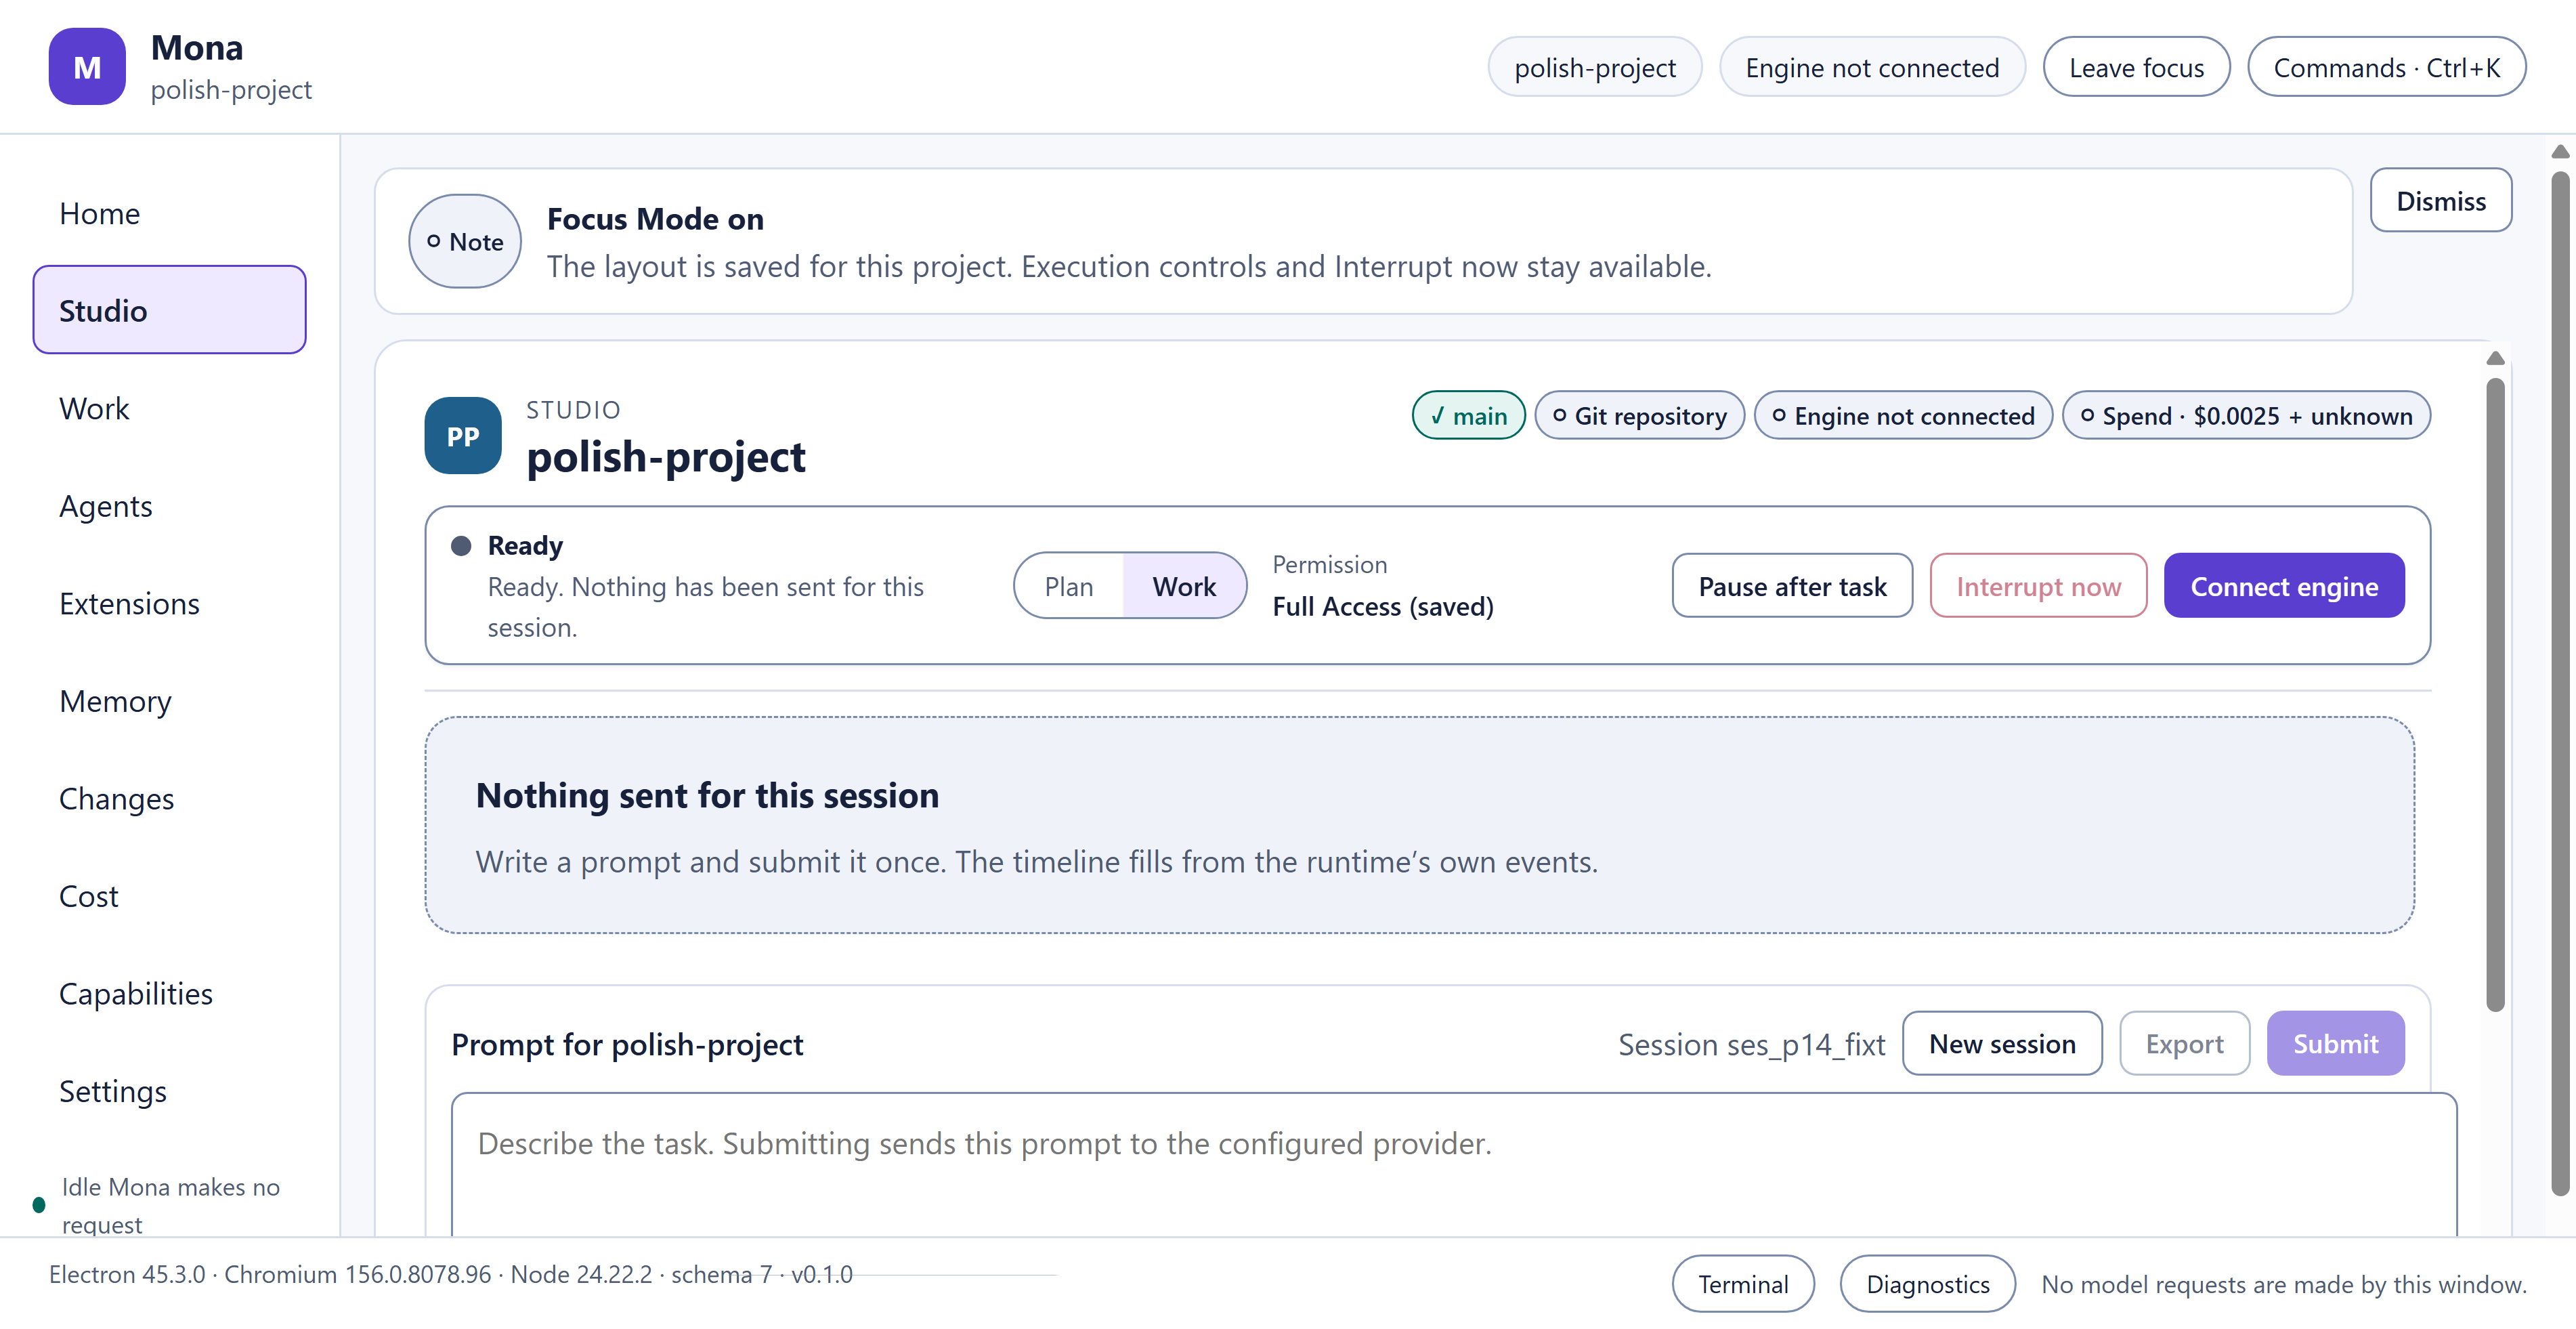 M
Mona
polish-project
polish-project
Engine not connected
Leave focus
Commands · Ctrl+K
Home
Studio
Work
Agents
Extensions
Memory
Changes
Cost
Capabilities
Settings
Idle Mona makes no
request
Note
Focus Mode on
The layout is saved for this project. Execution controls and Interrupt now stay available.
Dismiss
PP
STUDIO
polish-project
✓ main
Git repository
Engine not connected
Spend · $0.0025 + unknown
Ready
Ready. Nothing has been sent for this
session.
Plan
Work
Permission
Full Access (saved)
Pause after task
Interrupt now
Connect engine
Nothing sent for this session
Write a prompt and submit it once. The timeline fills from the runtime’s own events.
Prompt for polish-project
Session ses_p14_fixt
New session
Export
Submit
Describe the task. Submitting sends this prompt to the configured provider.
Electron 45.3.0 · Chromium 156.0.8078.96 · Node 24.22.2 · schema 7 · v0.1.0
Terminal
Diagnostics
No model requests are made by this window.